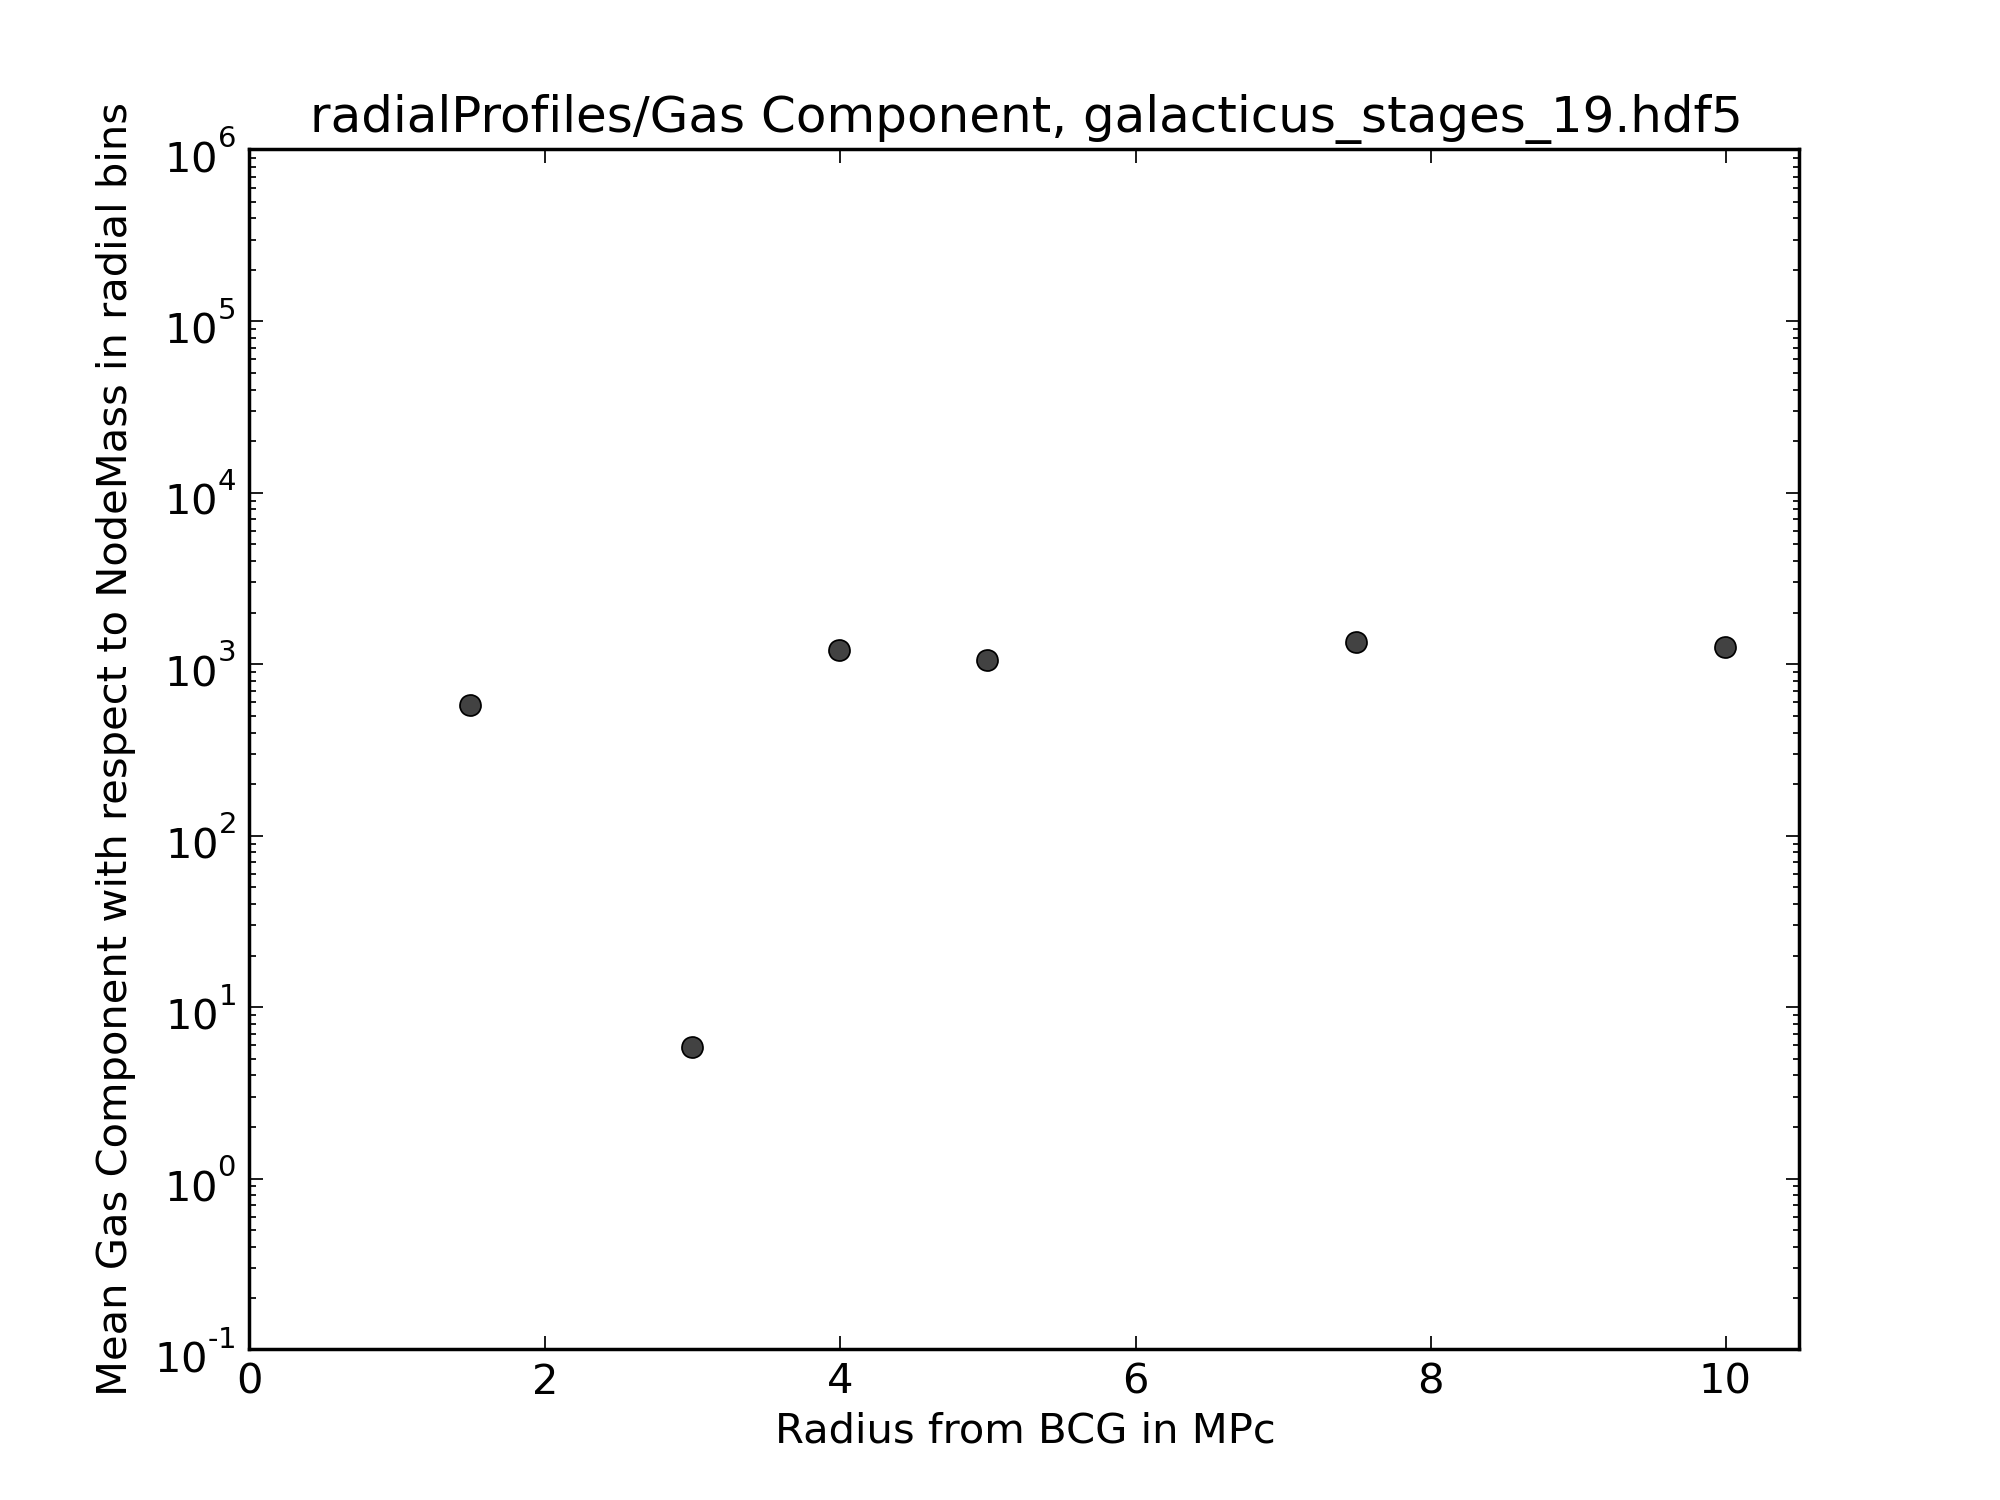 radialProfiles/Gas Component, galacticus_stages_19.hdf5
Mean Gas Component with respect to NodeMass in radial bins
10^6
10^5
10^4
10^3
10^2
10^1
10^0
10^-1
0 2 4 6 8 10
Radius from BCG in MPc